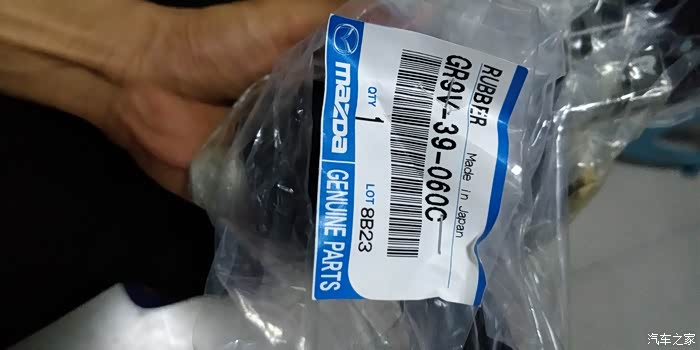 RUBBER
Made in Japan
GR9V-39-060C
QTY 1
LOT 8B23
mazda GENUINE PARTS
汽车之家